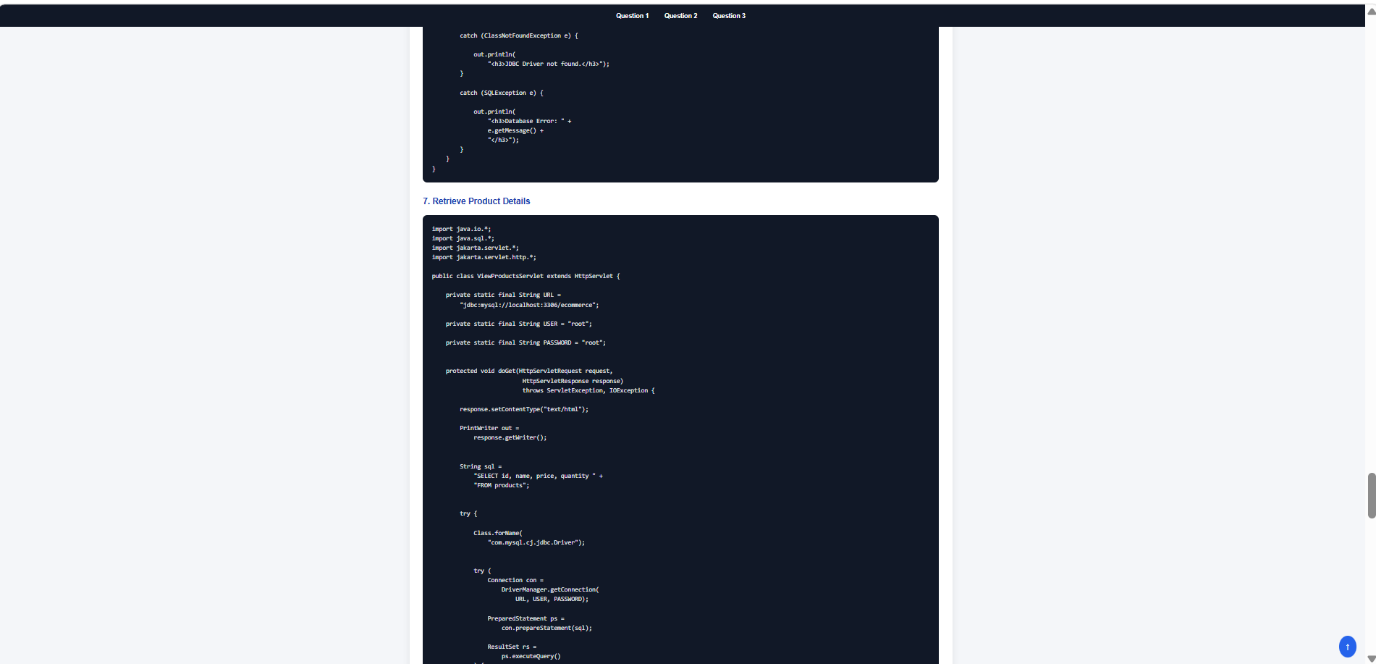 Question 1 Question 2 Question 3
catch (ClassNotFoundException e) {
out.println(
"<h3>JDBC Driver not found.</h3>");
}
catch (SQLException e) {
out.println(
"<h3>Database Error: " +
e.getMessage() +
"</h3>");
}
}
}
7. Retrieve Product Details
import java.io.*;
import java.sql.*;
import jakarta.servlet.*;
import jakarta.servlet.http.*;
public class ViewProductsServlet extends HttpServlet {
private static final String URL =
"jdbc:mysql://localhost:3306/ecommerce";
private static final String USER = "root";
private static final String PASSWORD = "root";
protected void doGet(HttpServletRequest request,
HttpServletResponse response)
throws ServletException, IOException {
response.setContentType("text/html");
PrintWriter out =
response.getWriter();
String sql =
"SELECT id, name, price, quantity " +
"FROM products";
try {
Class.forName(
"com.mysql.cj.jdbc.Driver");
try (
Connection con =
DriverManager.getConnection(
URL, USER, PASSWORD);
PreparedStatement ps =
con.prepareStatement(sql);
ResultSet rs =
ps.executeQuery()
↑